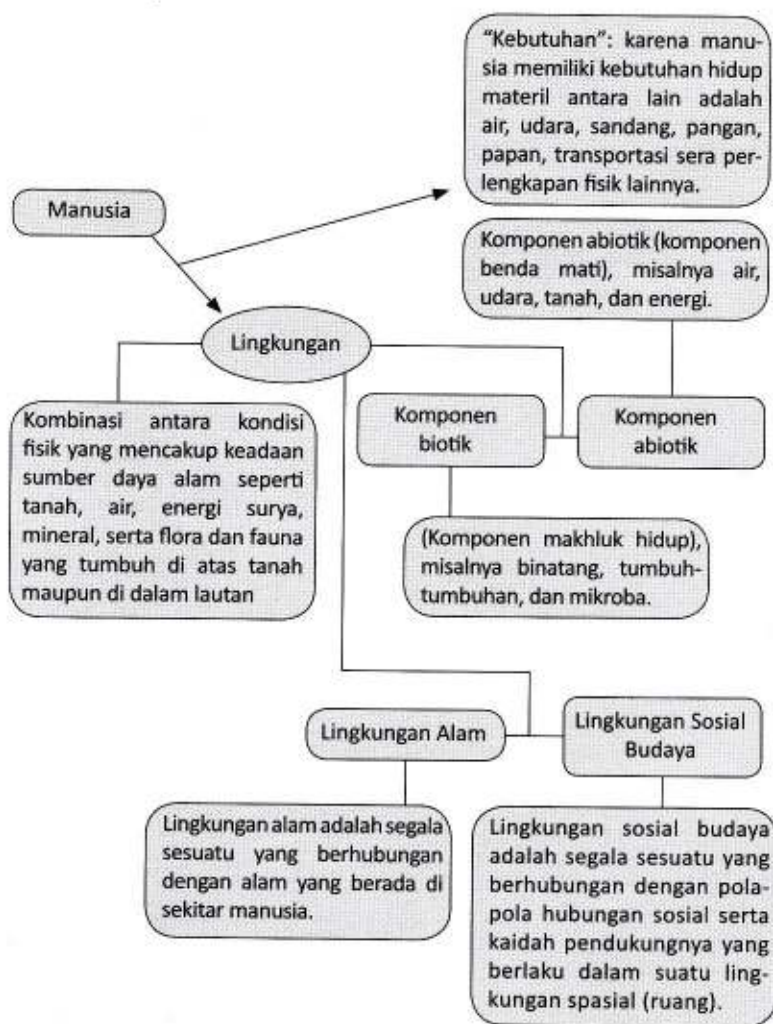 "Kebutuhan": karena manu-
sia memiliki kebutuhan hidup
materil antara lain adalah
air, udara, sandang, pangan,
papan, transportasi sera per-
lengkapan fisik lainnya.
Manusia
Komponen abiotik (komponen
benda mati), misalnya air,
udara, tanah, dan energi.
Lingkungan
Kombinasi antara kondisi
fisik yang mencakup keadaan
sumber daya alam seperti
tanah, air, energi surya,
mineral, serta flora dan fauna
yang tumbuh di atas tanah
maupun di dalam lautan
Komponen
biotik
Komponen
abiotik
(Komponen makhluk hidup),
misalnya binatang, tumbuh-
tumbuhan, dan mikroba.
Lingkungan Alam
Lingkungan Sosial
Budaya
Lingkungan alam adalah segala
sesuatu yang berhubungan
dengan alam yang berada di
sekitar manusia.
Lingkungan sosial budaya
adalah segala sesuatu yang
berhubungan dengan pola-
pola hubungan sosial serta
kaidah pendukungnya yang
berlaku dalam suatu ling-
kungan spasial (ruang).